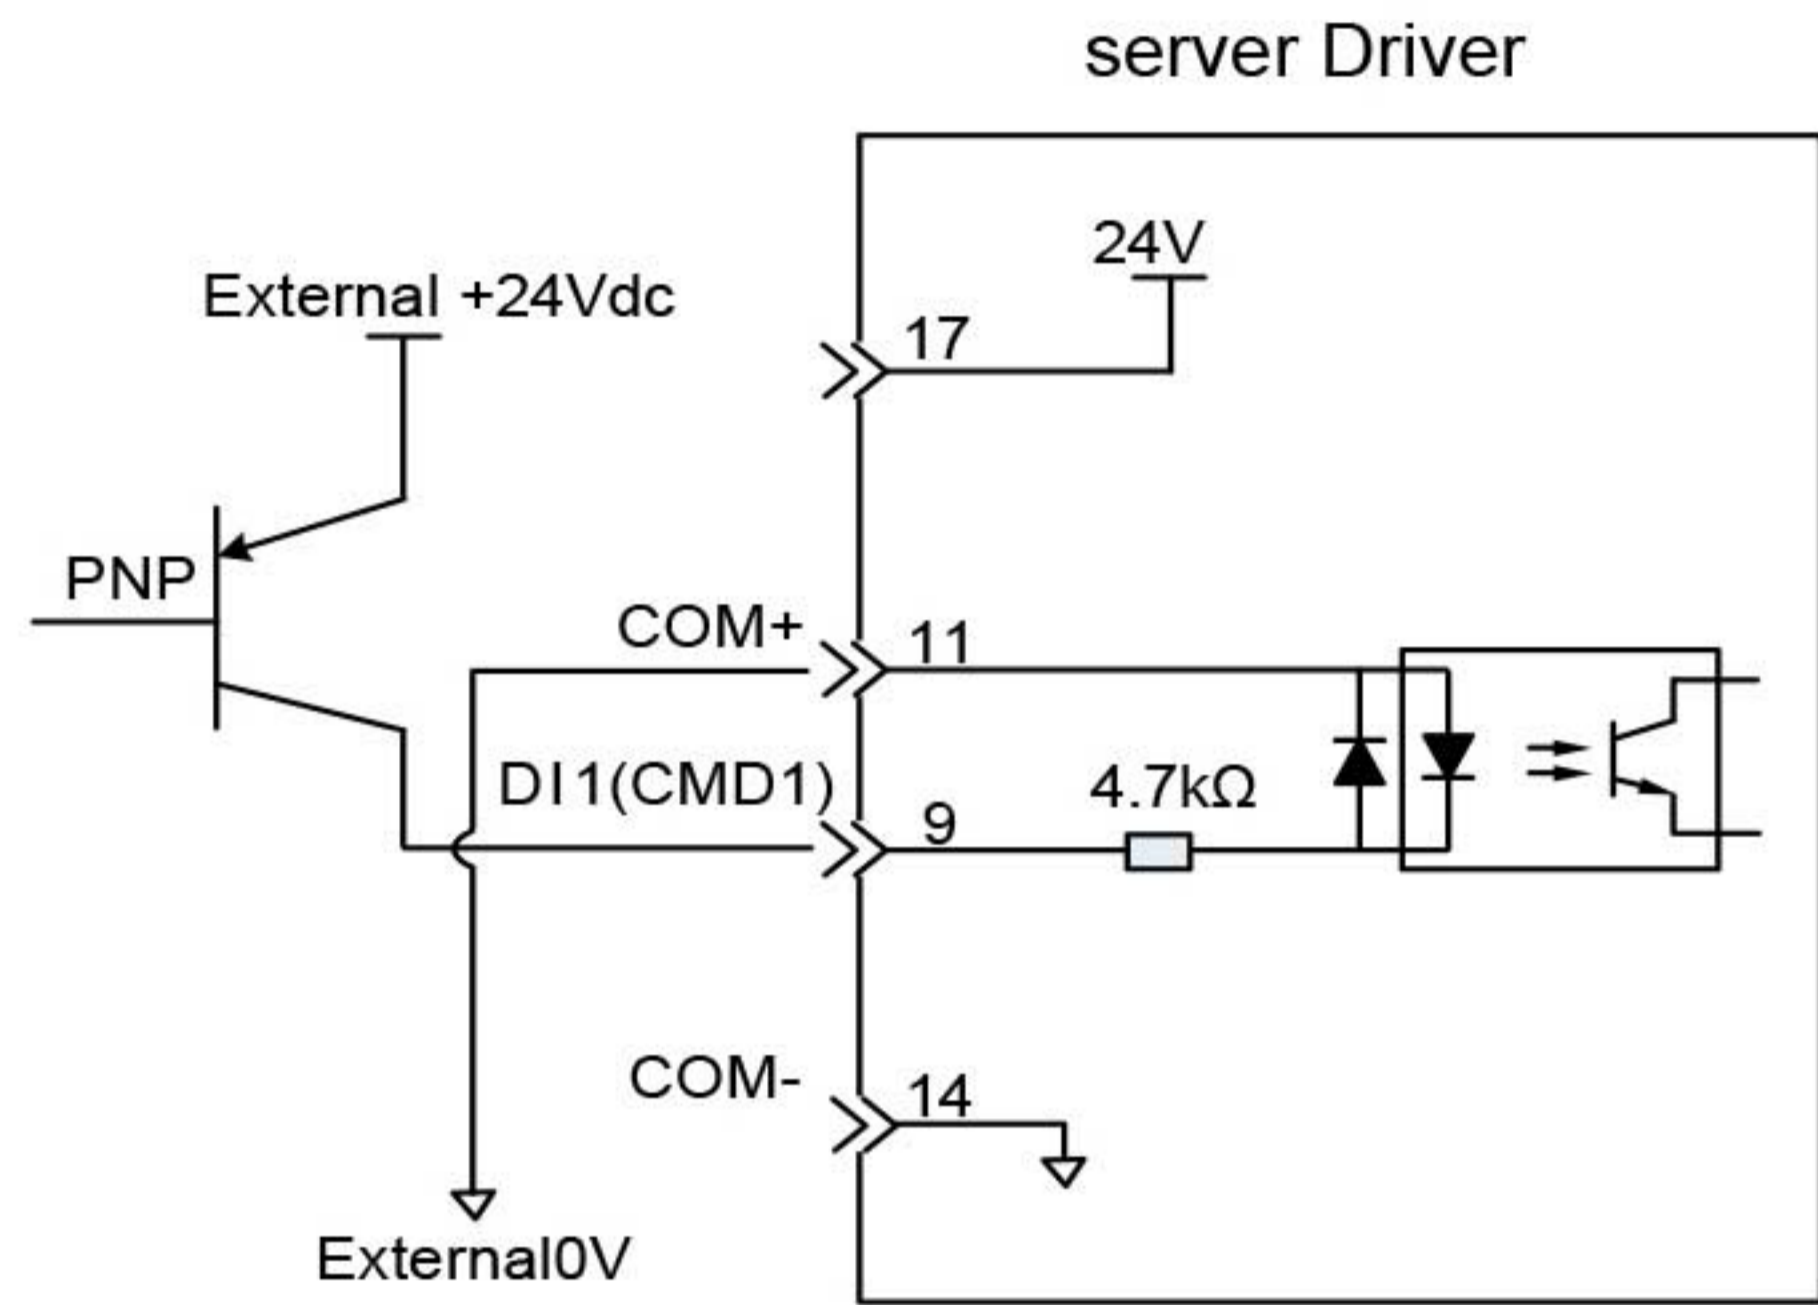 server Driver
24V
External +24Vdc
17
PNP
COM+
11
DI1(CMD1)
9
4.7kΩ
COM-
14
External0V